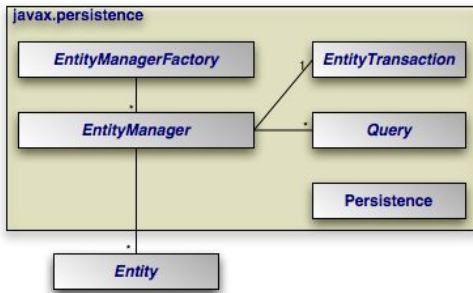 javax.persistence
EntityManagerFactory
EntityTransaction
1
*
EntityManager
*
Query
Persistence
*
Entity